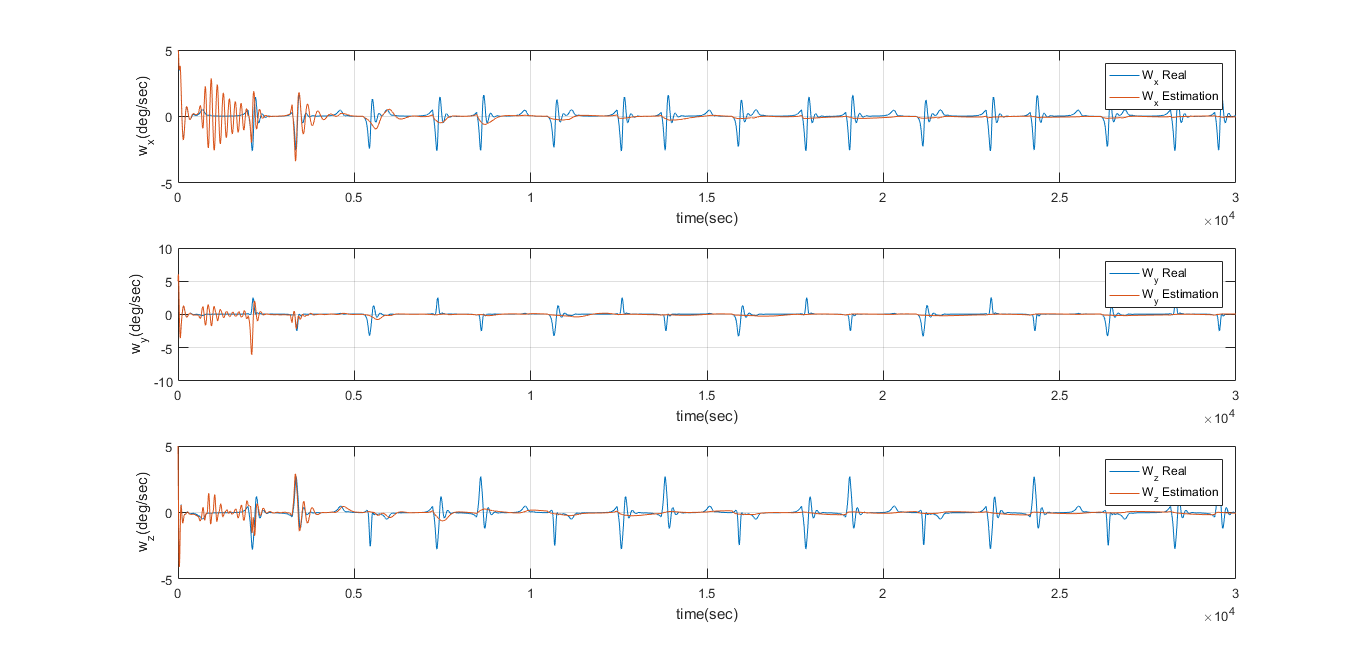 5
0
-5
w_x(deg/sec)
W_x Real
W_x Estimation
0 0.5 1 1.5 2 2.5 3
time(sec)
×10^4
10
5
0
-5
-10
w_y(deg/sec)
W_y Real
W_y Estimation
0 0.5 1 1.5 2 2.5 3
time(sec)
×10^4
5
0
-5
w_z(deg/sec)
W_z Real
W_z Estimation
0 0.5 1 1.5 2 2.5 3
time(sec)
×10^4